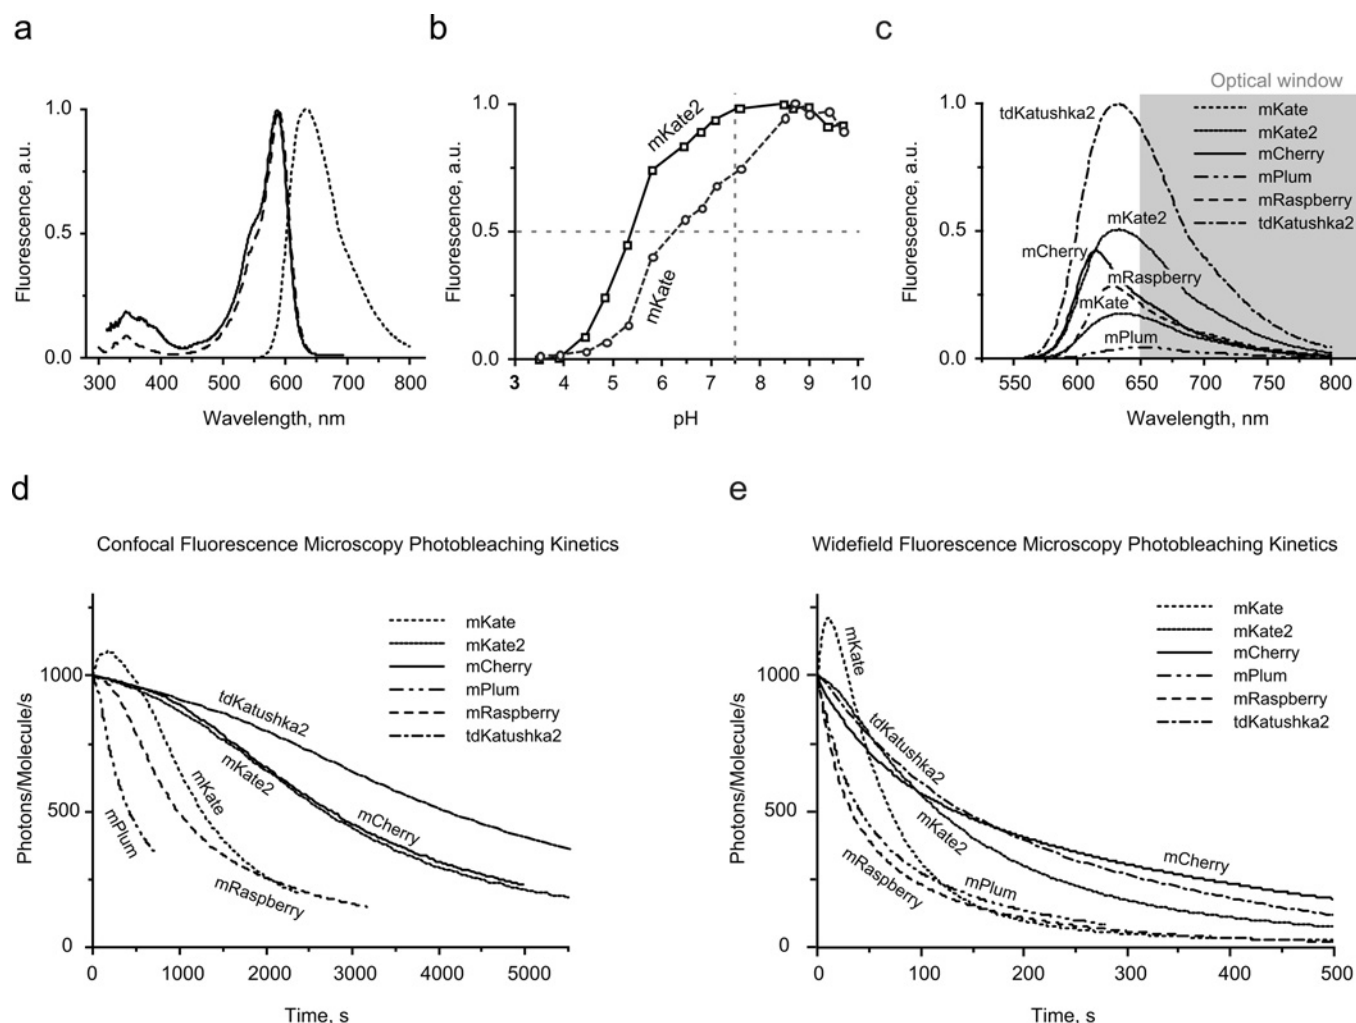 a
Fluorescence, a.u.
1.0
0.5
0.0
300 400 500 600 700 800
Wavelength, nm
b
Fluorescence, a.u.
1.0
0.5
0.0
mKate2
mKate
3 4 5 6 7 8 9 10
pH
c
Optical window
Fluorescence, a.u.
1.0
0.5
0.0
tdKatushka2
mKate2
mCherry
mRaspberry
mKate
mPlum
mKate
mKate2
mCherry
mPlum
mRaspberry
tdKatushka2
550 600 650 700 750 800
Wavelength, nm
d
Confocal Fluorescence Microscopy Photobleaching Kinetics
Photons/Molecule/s
1000
500
0
mKate
mKate2
mCherry
mPlum
mRaspberry
tdKatushka2
tdKatushka2
mKate
mKate2
mCherry
mPlum
mRaspberry
0 1000 2000 3000 4000 5000
Time, s
e
Widefield Fluorescence Microscopy Photobleaching Kinetics
Photons/Molecule/s
1000
500
0
mKate
mKate2
mCherry
mPlum
mRaspberry
tdKatushka2
mKate
tdKatushka2
mKate2
mCherry
mPlum
mRaspberry
0 100 200 300 400 500
Time, s